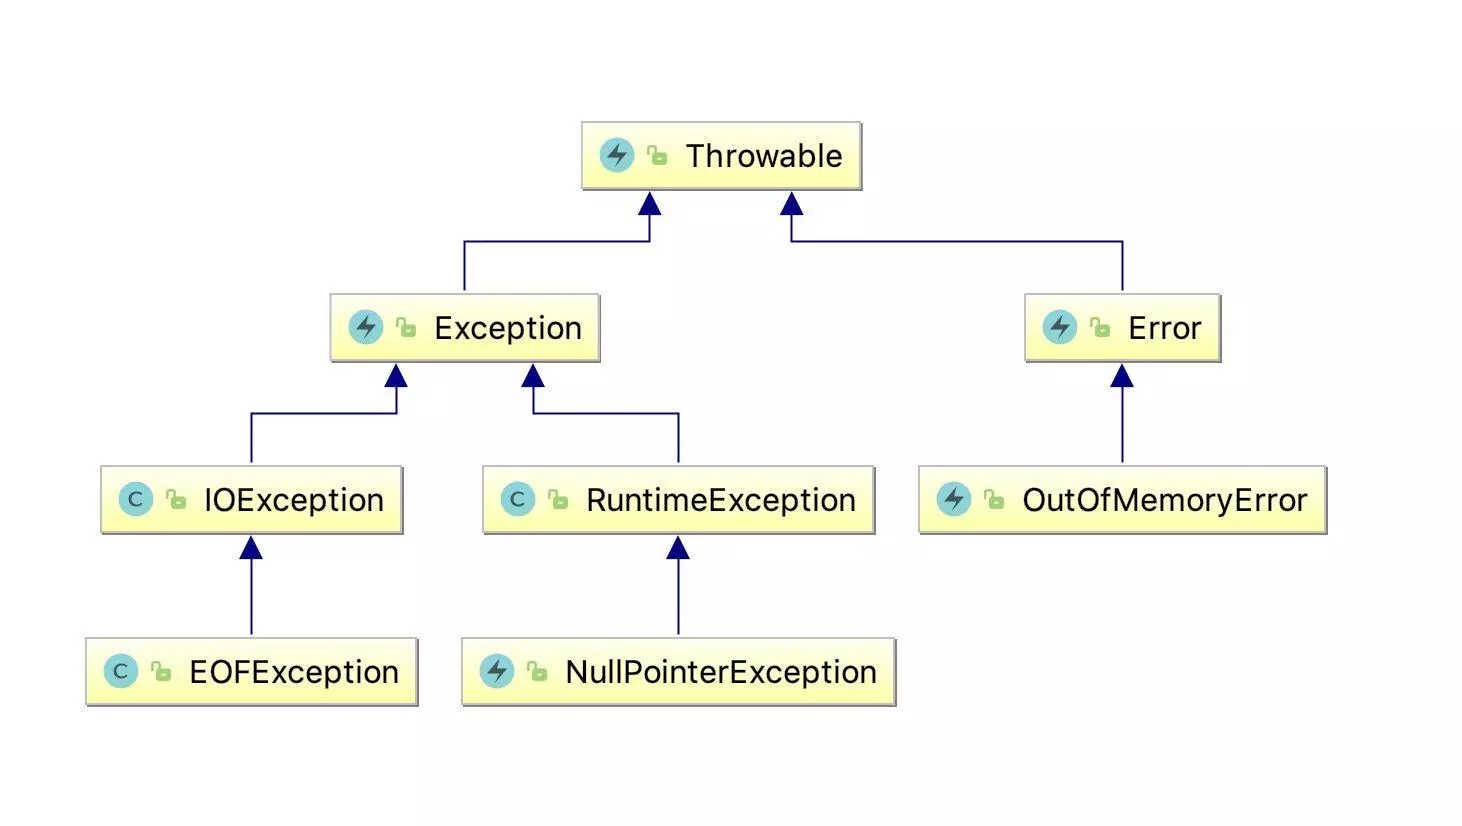 Throwable
Exception
Error
C IOException
C RuntimeException
OutOfMemoryError
C EOFException
NullPointerException